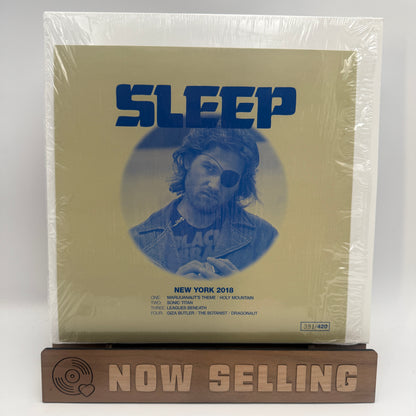 SLEEP
NEW YORK 2018
ONE: MARIJUANAUT'S THEME / HOLY MOUNTAIN
TWO: SONIC TITAN
THREE: LEAGUES BENEATH
FOUR: GIZA BUTLER / THE BOTANIST / DRAGONAUT
/420
NOW SELLING